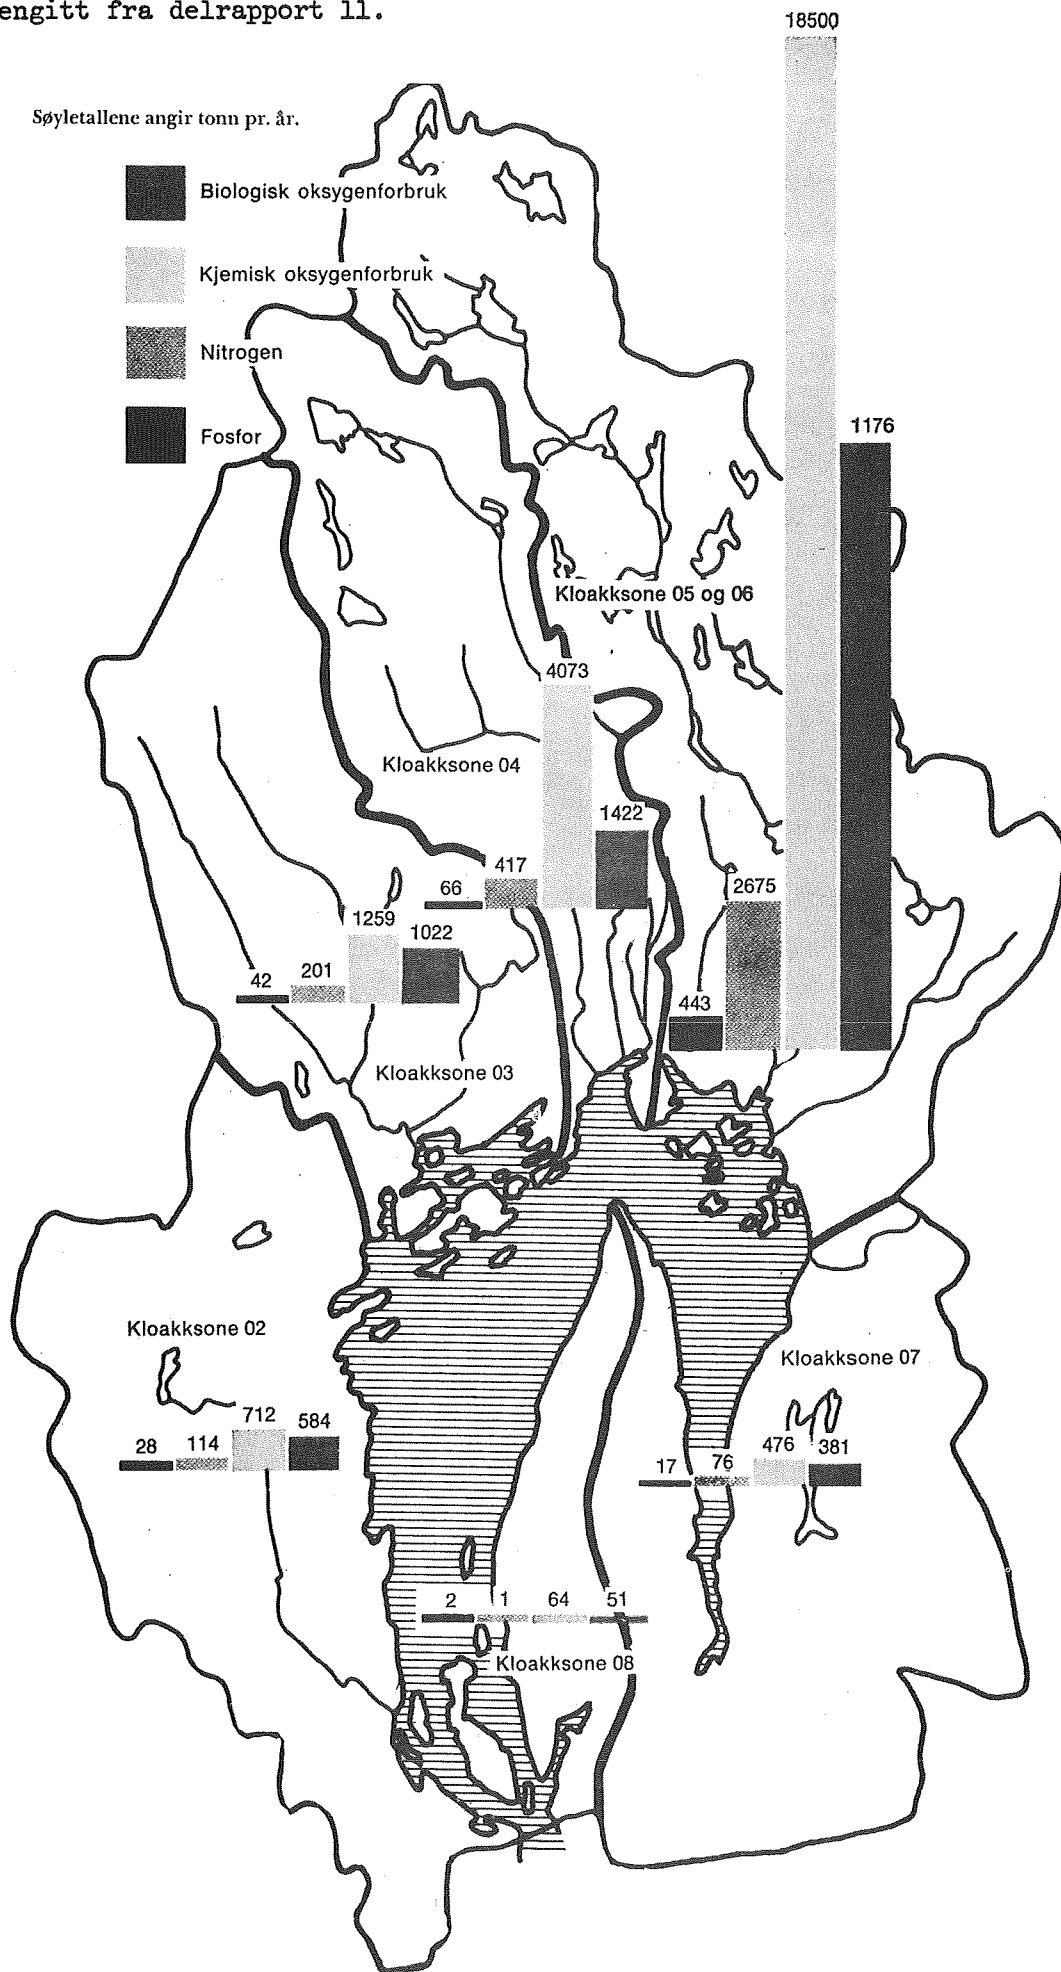 engitt fra delrapport 11.
18500
Søyletallene angir tonn pr. år.
Biologisk oksygenforbruk
Kjemisk oksygenforbruk
Nitrogen
Fosfor
1176
Kloakksone 05 og 06
4073
Kloakksone 04
1422
417
66
2675
1259
1022
42
201
443
Kloakksone 03
Kloakksone 02
Kloakksone 07
712
584
28
114
476
381
17
76
2
1
64
51
Kloakksone 08